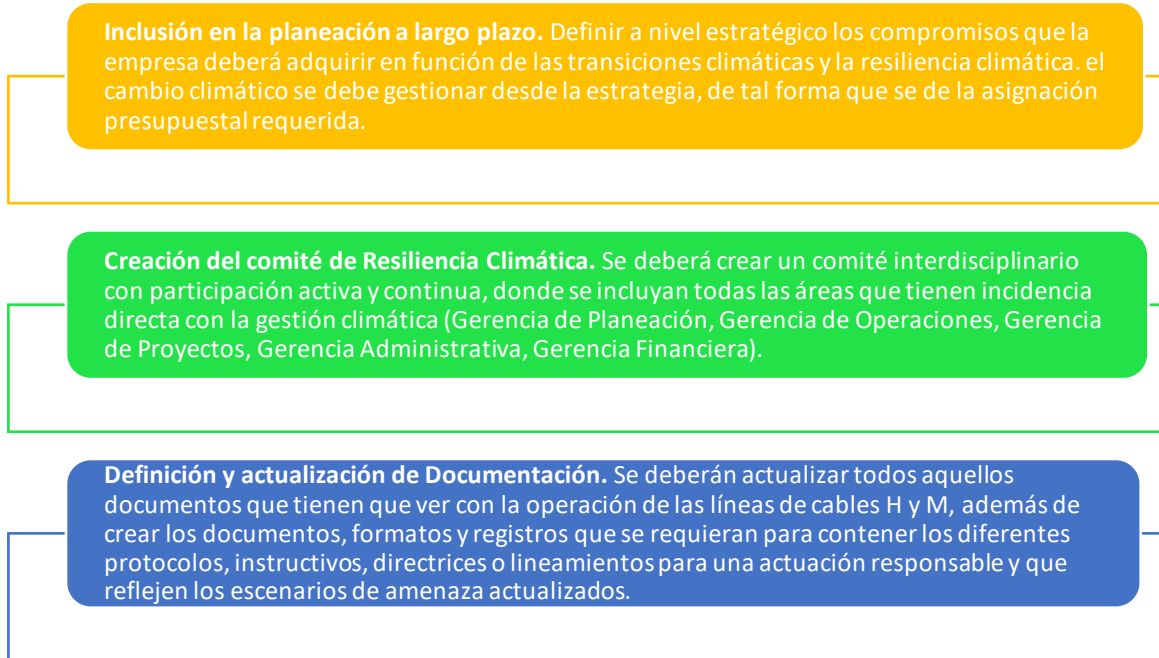 Inclusión en la planeación a largo plazo. Definir a nivel estratégico los compromisos que la
empresa deberá adquirir en función de las transiciones climáticas y la resiliencia climática. el
cambio climático se debe gestionar desde la estrategia, de tal forma que se de la asignación
presupuestal requerida.
Creación del comité de Resiliencia Climática. Se deberá crear un comité interdisciplinario
con participación activa y continua, donde se incluyan todas las áreas que tienen incidencia
directa con la gestión climática (Gerencia de Planeación, Gerencia de Operaciones, Gerencia
de Proyectos, Gerencia Administrativa, Gerencia Financiera).
Definición y actualización de Documentación. Se deberán actualizar todos aquellos
documentos que tienen que ver con la operación de las líneas de cables H y M, además de
crear los documentos, formatos y registros que se requieran para contener los diferentes
protocolos, instructivos, directrices o lineamientos para una actuación responsable y que
reflejen los escenarios de amenaza actualizados.